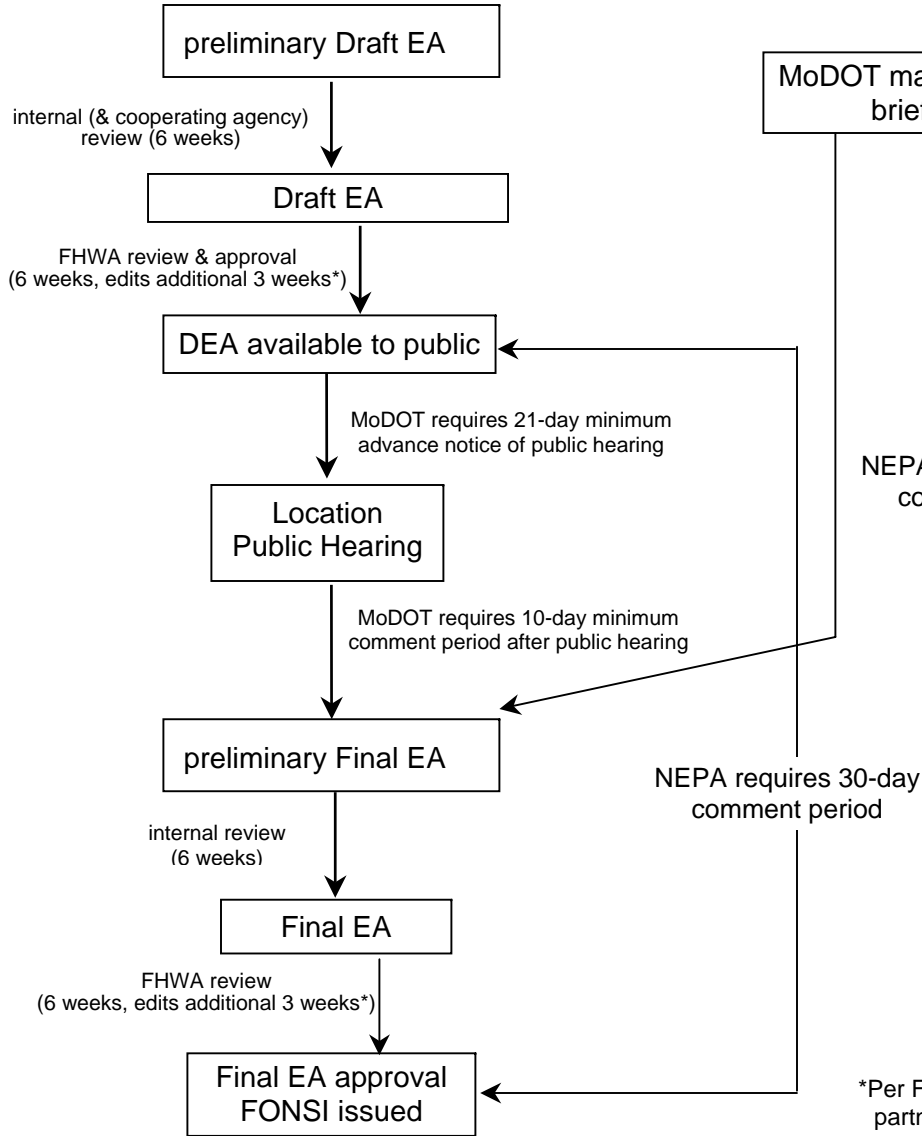 preliminary Draft EA
MoDOT
brief
internal (& cooperating agency)
review (6 weeks)
Draft EA
FHWA review & approval
(6 weeks, edits additional 3 weeks*)
DEA available to public
MoDOT requires 21-day minimum
advance notice of public hearing
NEPA
Location
Public Hearing
MoDOT requires 10-day minimum
comment period after public hearing
preliminary Final EA
NEPA requires 30-day
comment period
internal review
(6 weeks)
Final EA
FHWA review
(6 weeks, edits additional 3 weeks*)
Final EA approval
FONSI issued
*Per